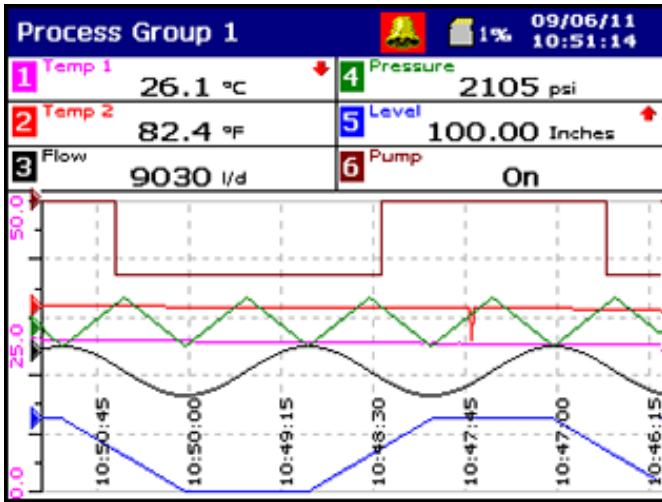 Process Group 1
1%
09/06/11
10:51:14
1 Temp 1
26.1 °C
4 Pressure
2105 psi
2 Temp 2
82.4 °F
5 Level
100.00 Inches
3 Flow
9030 l/d
6 Pump
On
50.0
25.0
0.0
10:50:45
10:50:00
10:49:15
10:48:30
10:47:45
10:47:00
10:46:15